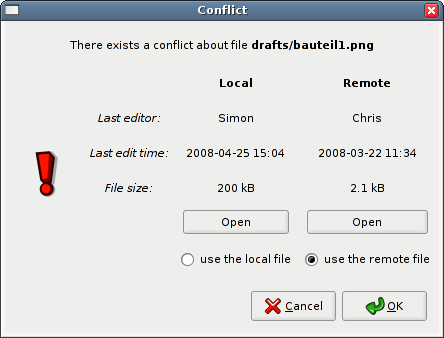 Conflict
There exists a conflict about file drafts/bauteil1.png
Local Remote
Last editor: Simon Chris
Last edit time: 2008-04-25 15:04 2008-03-22 11:34
File size: 200 kB 2.1 kB
Open Open
use the local file use the remote file
Cancel OK